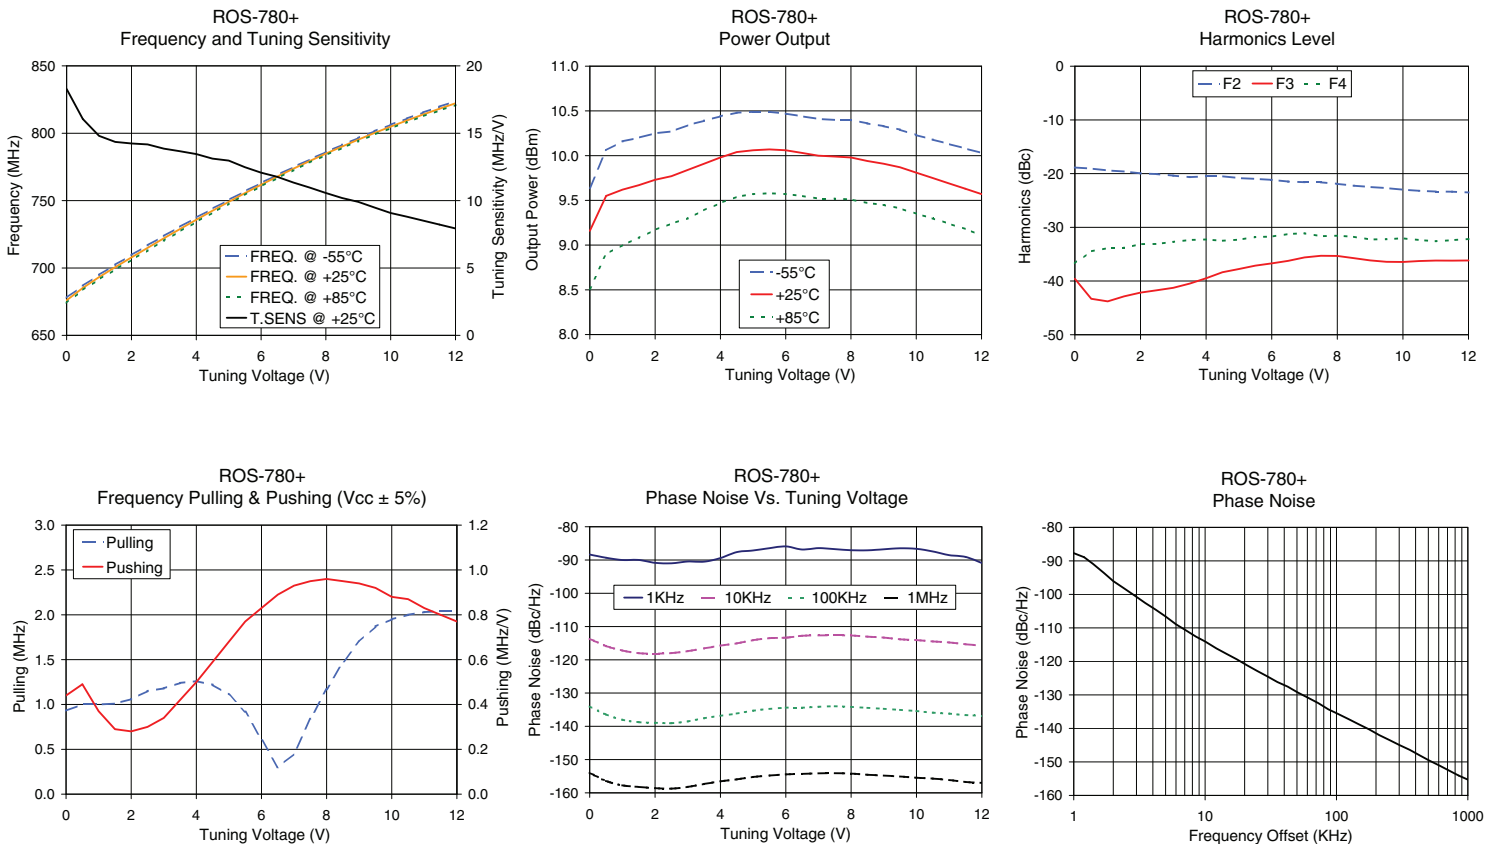 ROS-780+
Frequency and Tuning Sensitivity
850
800
750
700
650
20
15
10
5
0
Frequency (MHz)
Tuning Sensitivity (MHz/V)
FREQ. @ -55°C
FREQ. @ +25°C
FREQ. @ +85°C
T.SENS @ +25°C
0 2 4 6 8 10 12
Tuning Voltage (V)
ROS-780+
Power Output
11.0
10.5
10.0
9.5
9.0
8.5
8.0
Output Power (dBm)
-55°C
+25°C
+85°C
0 2 4 6 8 10 12
Tuning Voltage (V)
ROS-780+
Harmonics Level
0
-10
-20
-30
-40
-50
Harmonics (dBc)
F2 F3 F4
0 2 4 6 8 10 12
Tuning Voltage (V)
ROS-780+
Frequency Pulling & Pushing (Vcc ± 5%)
3.0
2.5
2.0
1.5
1.0
0.5
0.0
1.2
1.0
0.8
0.6
0.4
0.2
0.0
Pulling (MHz)
Pushing (MHz/V)
Pulling
Pushing
0 2 4 6 8 10 12
Tuning Voltage (V)
ROS-780+
Phase Noise Vs. Tuning Voltage
-80
-90
-100
-110
-120
-130
-140
-150
-160
Phase Noise (dBc/Hz)
1KHz 10KHz 100KHz 1MHz
0 2 4 6 8 10 12
Tuning Voltage (V)
ROS-780+
Phase Noise
-80
-90
-100
-110
-120
-130
-140
-150
-160
Phase Noise (dBc/Hz)
1 10 100 1000
Frequency Offset (KHz)